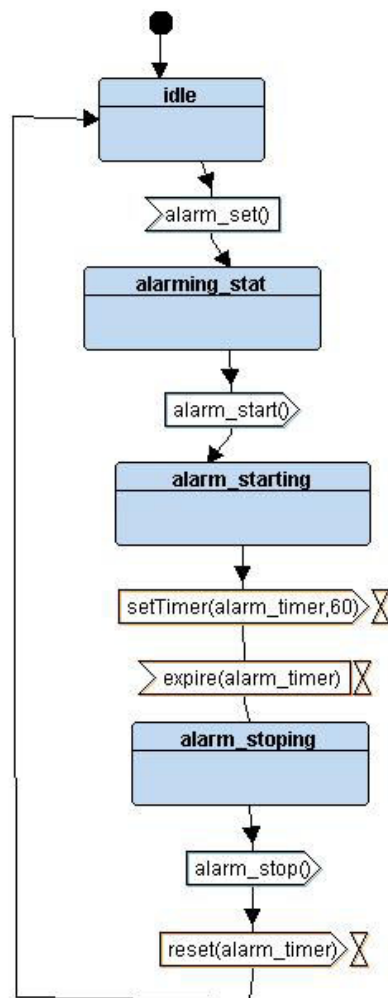 idle
alarm_set()
alarming_stat
alarm_start()
alarm_starting
setTimer(alarm_timer,60)
expire(alarm_timer)
alarm_stoping
alarm_stop()
reset(alarm_timer)